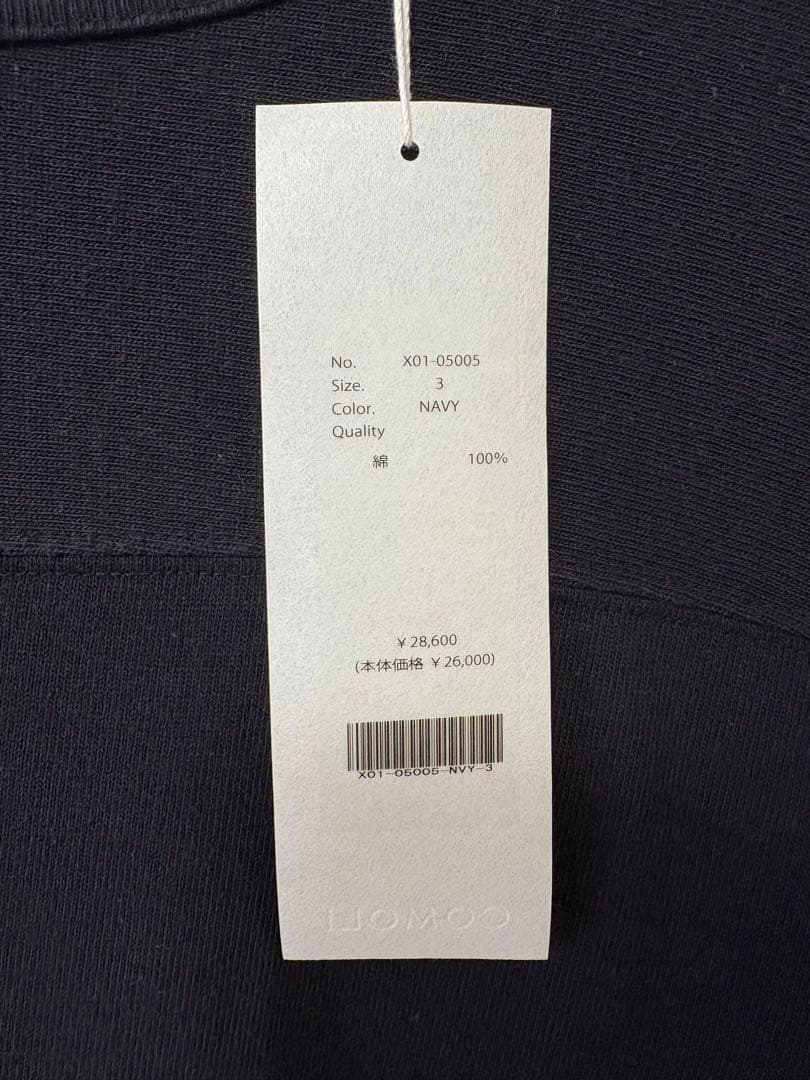 No. X01-05005
Size. 3
Color. NAVY
Quality
綿 100%
¥28,600
(本体価格 ¥26,000)
X01-05005-NVY-3
COMOLI